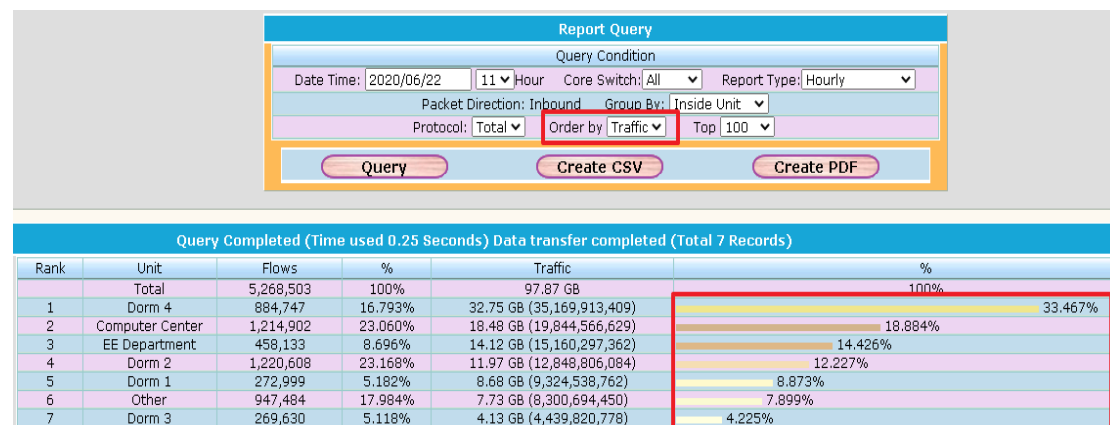 Report Query
Query Condition
Date Time: 2020/06/22 11 Hour Core Switch: All Report Type: Hourly
Packet Direction: Inbound Group By: Inside Unit
Protocol: Total Order by Traffic Top 100
Query Create CSV Create PDF
Query Completed (Time used 0.25 Seconds) Data transfer completed (Total 7 Records)
Rank Unit Flows % Traffic %
Total 5,268,503 100% 97.87 GB 100%
1 Dorm 4 884,747 16.793% 32.75 GB (35,169,913,409) 33.467%
2 Computer Center 1,214,902 23.060% 18.48 GB (19,844,566,629) 18.884%
3 EE Department 458,133 8.696% 14.12 GB (15,160,297,362) 14.426%
4 Dorm 2 1,220,608 23.168% 11.97 GB (12,848,806,084) 12.227%
5 Dorm 1 272,999 5.182% 8.68 GB (9,324,538,762) 8.873%
6 Other 947,484 17.984% 7.73 GB (8,300,694,450) 7.899%
7 Dorm 3 269,630 5.118% 4.13 GB (4,439,820,778) 4.225%